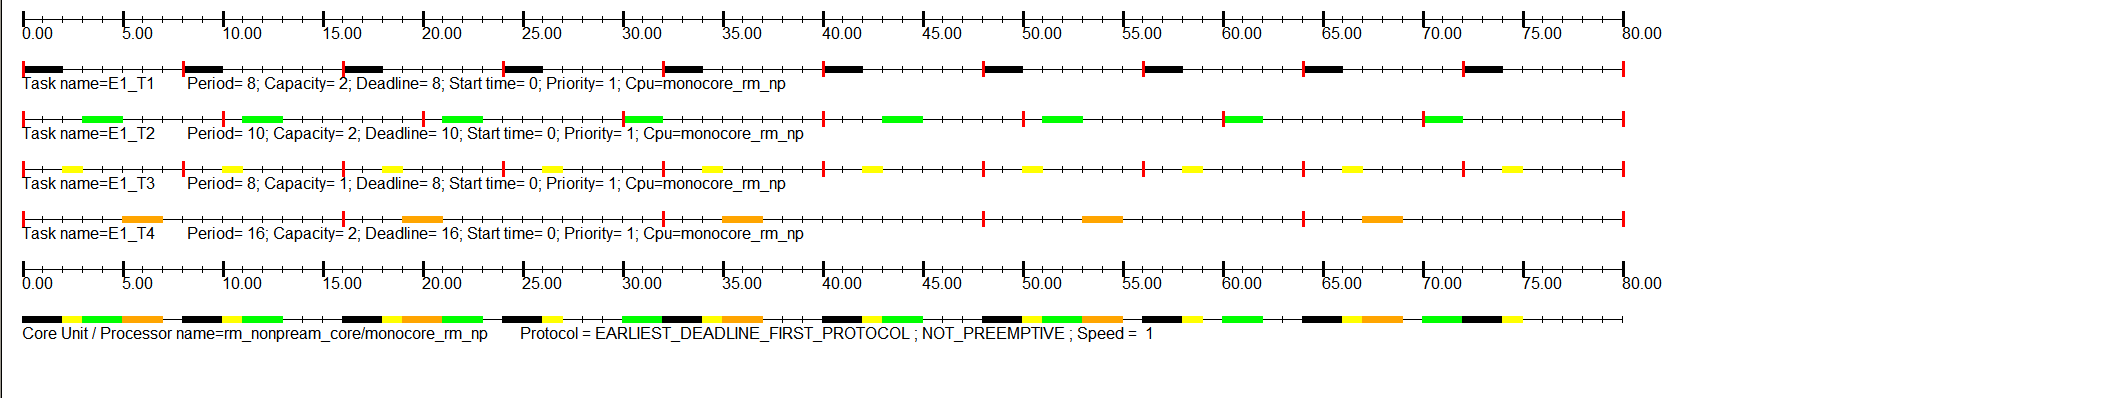 0.00 5.00 10.00 15.00 20.00 25.00 30.00 35.00 40.00 45.00 50.00 55.00 60.00 65.00 70.00 75.00 80.00
Task name=E1_T1 Period= 8; Capacity= 2; Deadline= 8; Start time= 0; Priority= 1; Cpu=monocore_rm_np
Task name=E1_T2 Period= 10; Capacity= 2; Deadline= 10; Start time= 0; Priority= 1; Cpu=monocore_rm_np
Task name=E1_T3 Period= 8; Capacity= 1; Deadline= 8; Start time= 0; Priority= 1; Cpu=monocore_rm_np
Task name=E1_T4 Period= 16; Capacity= 2; Deadline= 16; Start time= 0; Priority= 1; Cpu=monocore_rm_np
0.00 5.00 10.00 15.00 20.00 25.00 30.00 35.00 40.00 45.00 50.00 55.00 60.00 65.00 70.00 75.00 80.00
Core Unit / Processor name=rm_nonpream_core/monocore_rm_np Protocol = EARLIEST_DEADLINE_FIRST_PROTOCOL ; NOT_PREEMPTIVE ; Speed = 1